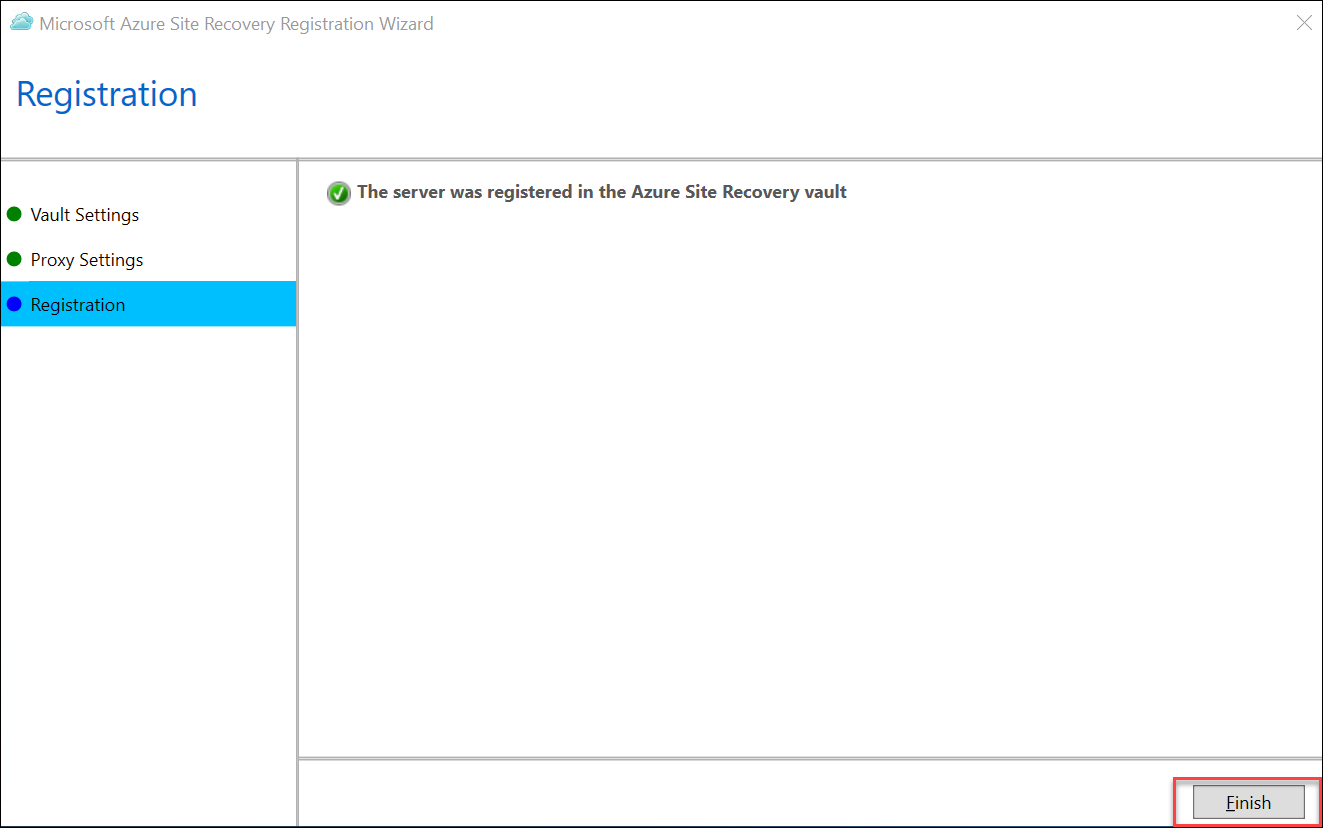 Microsoft Azure Site Recovery Registration Wizard
Registration
Vault Settings
Proxy Settings
Registration
The server was registered in the Azure Site Recovery vault
Finish